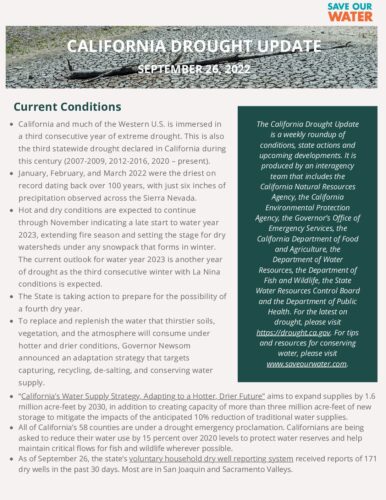 SAVE OUR
WATER
CALIFORNIA DROUGHT UPDATE
SEPTEMBER 26, 2022
Current Conditions
• California and much of the Western U.S. is immersed in
a third consecutive year of extreme drought. This is also
the third statewide drought declared in California during
this century (2007-2009, 2012-2016, 2020 – present).
• January, February, and March 2022 were the driest on
record dating back over 100 years, with just six inches of
precipitation observed across the Sierra Nevada.
• Hot and dry conditions are expected to continue
through November indicating a late start to water year
2023, extending fire season and setting the stage for dry
watersheds under any snowpack that forms in winter.
The current outlook for water year 2023 is another year
of drought as the third consecutive winter with La Nina
conditions is expected.
• The State is taking action to prepare for the possibility of
a fourth dry year.
• To replace and replenish the water that thirstier soils,
vegetation, and the atmosphere will consume under
hotter and drier conditions, Governor Newsom
announced an adaptation strategy that targets
capturing, recycling, de-salting, and conserving water
supply.
• "California's Water Supply Strategy, Adapting to a Hotter, Drier Future" aims to expand supplies by 1.6
million acre-feet by 2030, in addition to creating capacity of more than three million acre-feet of new
storage to mitigate the impacts of the anticipated 10% reduction of traditional water supplies.
• All of California's 58 counties are under a drought emergency proclamation. Californians are being
asked to reduce their water use by 15 percent over 2020 levels to protect water reserves and help
maintain critical flows for fish and wildlife wherever possible.
• As of September 26, the state's voluntary household dry well reporting system received reports of 171
dry wells in the past 30 days. Most are in San Joaquin and Sacramento Valleys.
The California Drought Update
is a weekly roundup of
conditions, state actions and
upcoming developments. It is
produced by an interagency
team that includes the
California Natural Resources
Agency, the California
Environmental Protection
Agency, the Governor's Office of
Emergency Services, the
California Department of Food
and Agriculture, the
Department of Water
Resources, the Department of
Fish and Wildlife, the State
Water Resources Control Board
and the Department of Public
Health. For the latest on
drought, please visit
https://drought.ca.gov. For tips
and resources for conserving
water, please visit
www.saveourwater.com.